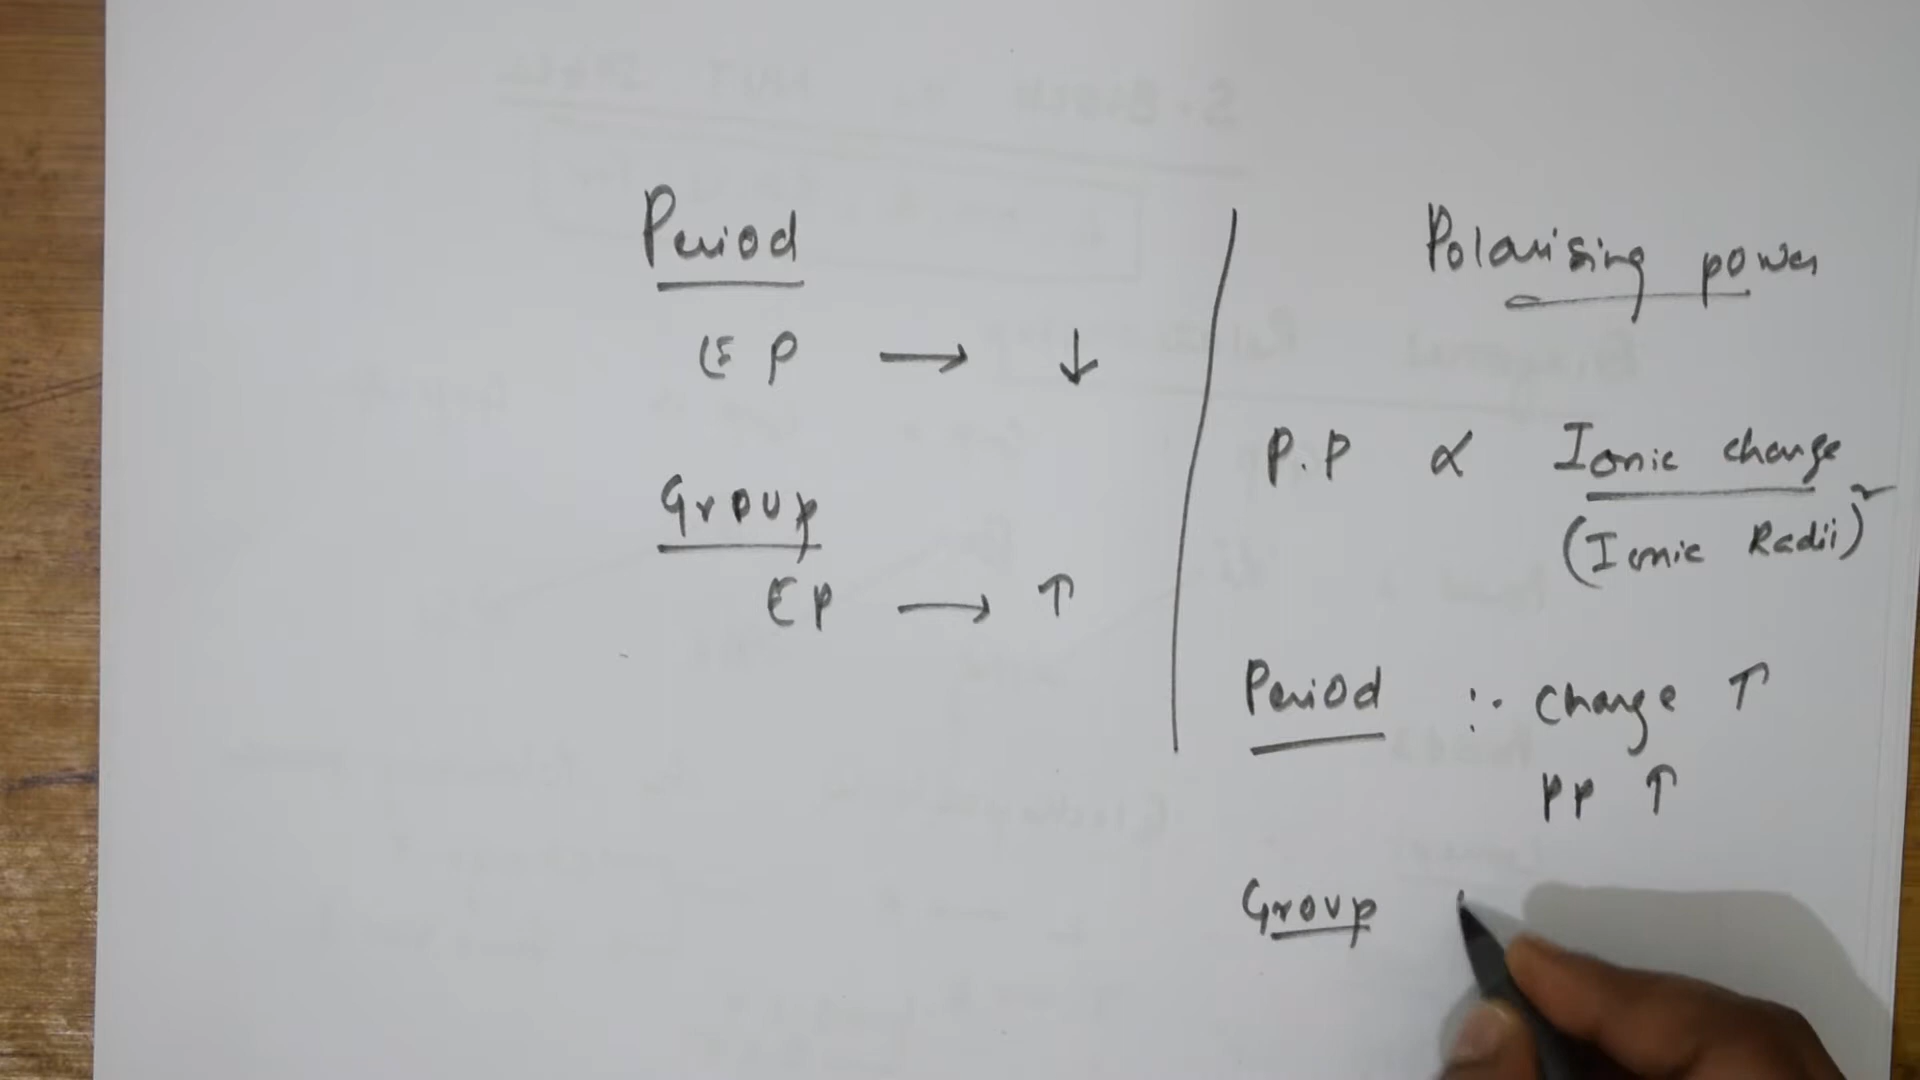 Period
EP → ↓
Group
EP → ↑
Polarising power
P.P ∝ Ionic charge
(Ionic Radii)²
Period :- Charge ↑
PP ↑
Group